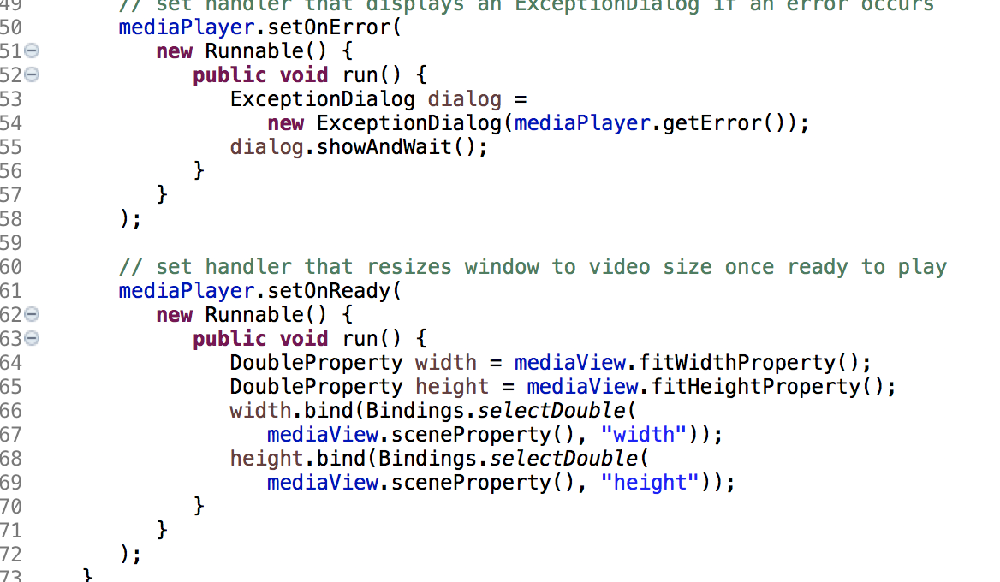 49 // set handler that displays an ExceptionDialog if an error occurs
50 mediaPlayer.setOnError(
51 new Runnable() {
52 public void run() {
53 ExceptionDialog dialog =
54 new ExceptionDialog(mediaPlayer.getError());
55 dialog.showAndWait();
56 }
57 }
58 );
59
60 // set handler that resizes window to video size once ready to play
61 mediaPlayer.setOnReady(
62 new Runnable() {
63 public void run() {
64 DoubleProperty width = mediaView.fitWidthProperty();
65 DoubleProperty height = mediaView.fitHeightProperty();
66 width.bind(Bindings.selectDouble(
67 mediaView.sceneProperty(), "width"));
68 height.bind(Bindings.selectDouble(
69 mediaView.sceneProperty(), "height"));
70 }
71 }
72 );
73 }